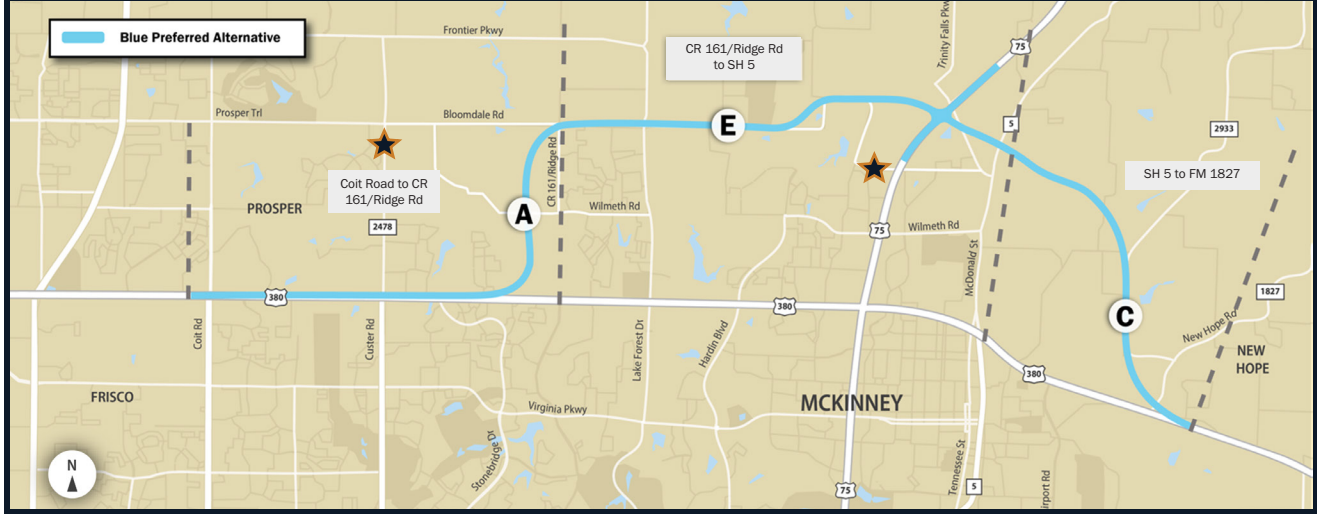 Blue Preferred Alternative
Frontier Pkwy
CR 161/Ridge Rd
to SH 5
75
Trinity Falls Pkwy
Prosper Trl
Bloomdale Rd
E
5
2933
CR 161/Ridge Rd
SH 5 to FM 1827
Coit Road to CR
161/Ridge Rd
PROSPER
A
Wilmeth Rd
2478
75
Wilmeth Rd
McDonald St
380
380
1827
C
New Hope Rd
Coit Rd
Custer Rd
Lake Forest Dr
Hardin Blvd
NEW
HOPE
380
FRISCO
MCKINNEY
Virginia Pkwy
Stonebridge Dr
N
Tennessee St
75
5
irport Rd